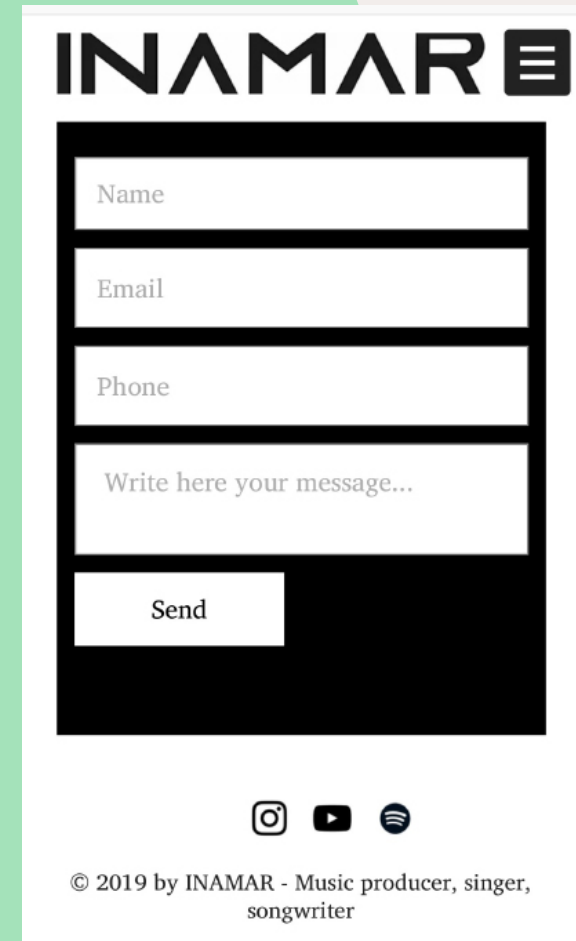 INAMAR
Name
Email
Phone
Write here your message...
Send
© 2019 by INAMAR - Music producer, singer,
songwriter